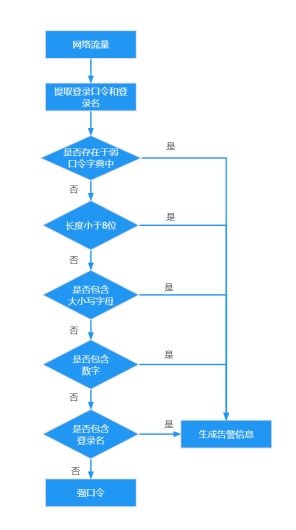 网络流量
提取登录口令和登
录名
是否存在于弱
口令字典中
是
否
长度小于8位
是
否
是否包含
大小写字母
是
否
是否包含
数字
是
否
是否包含
登录名
是
生成告警信息
否
强口令